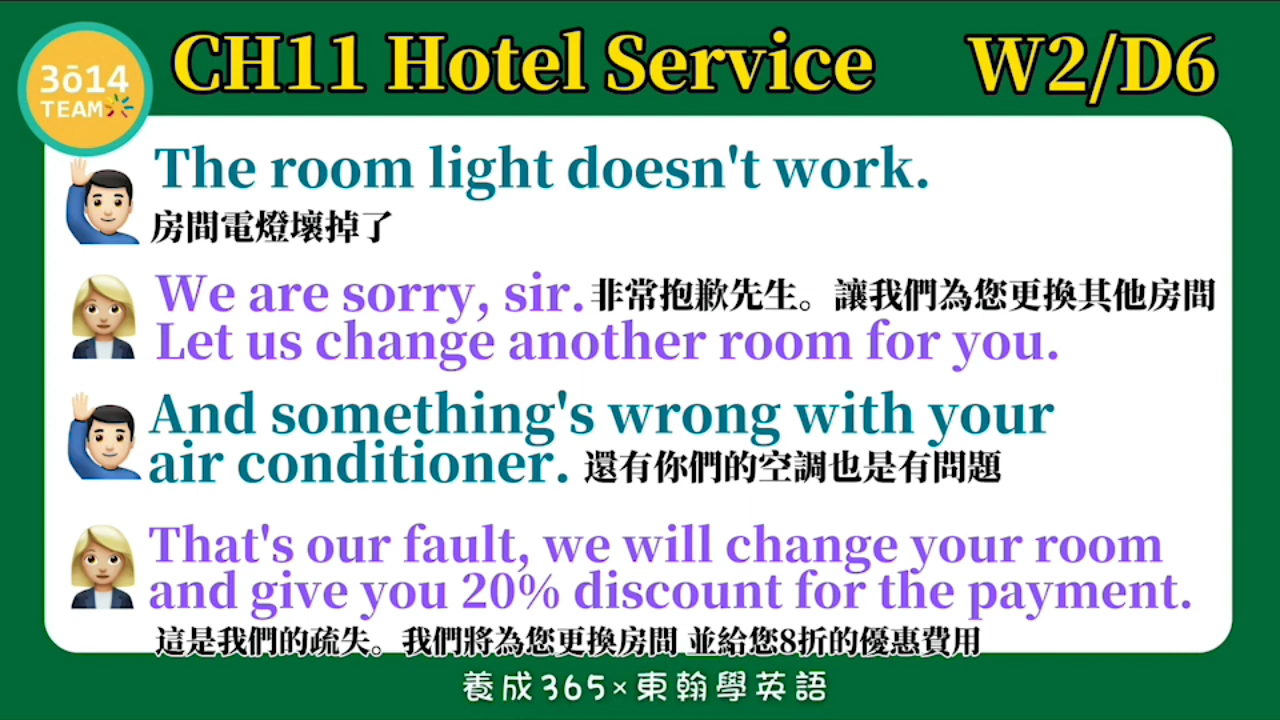 3ō14
TEAM
CH11 Hotel Service W2/D6
The room light doesn't work.
房間電燈壞掉了
We are sorry, sir. 非常抱歉先生。讓我們為您更換其他房間
Let us change another room for you.
And something's wrong with your
air conditioner. 還有你們的空調也是有問題
That's our fault, we will change your room
and give you 20% discount for the payment.
這是我們的疏失。我們將為您更換房間 並給您8折的優惠費用
養成365×東翰學英語